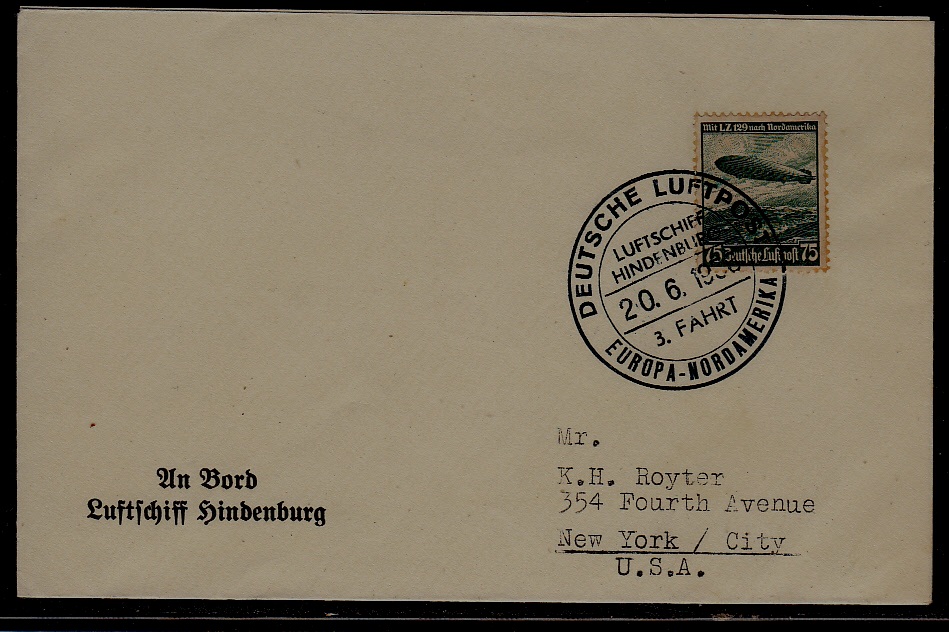 Mit LZ 129 nach Nordamerika
75 Deutsche Luftpost 75
DEUTSCHE LUFTPOST
LUFTSCHIFF
HINDENBURG
20.6. 1936
3. FAHRT
EUROPA-NORDAMERIKA
Mr.
K.H. Royter
354 Fourth Avenue
New York / City
U.S.A.
An Bord
Luftſchiff Hindenburg